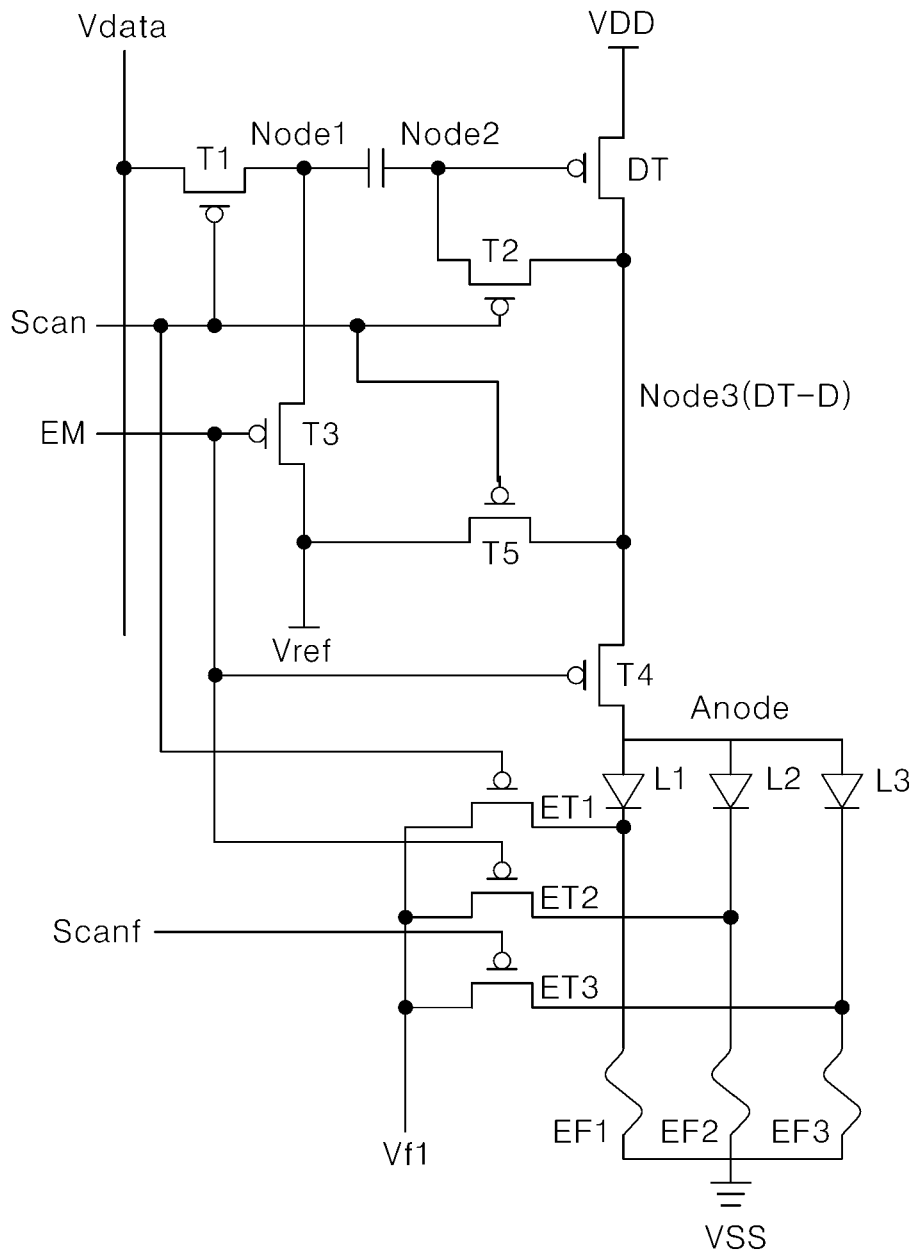 Vdata
VDD
Node1
Node2
T1
DT
T2
Scan
Node3(DT-D)
EM
T3
T5
Vref
T4
Anode
L1
L2
L3
ET1
ET2
Scanf
ET3
EF1
EF2
EF3
Vf1
VSS